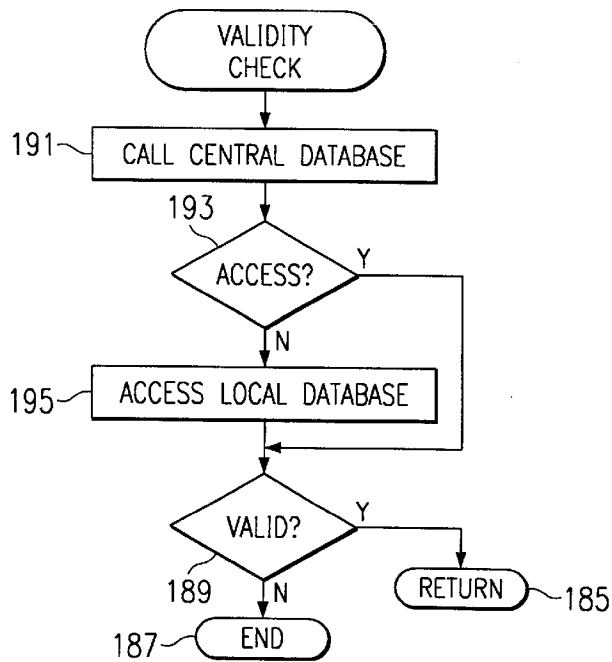 VALIDITY
CHECK
191
CALL CENTRAL DATABASE
193
ACCESS?
Y
N
195
ACCESS LOCAL DATABASE
VALID?
Y
189
N
RETURN
185
187
END